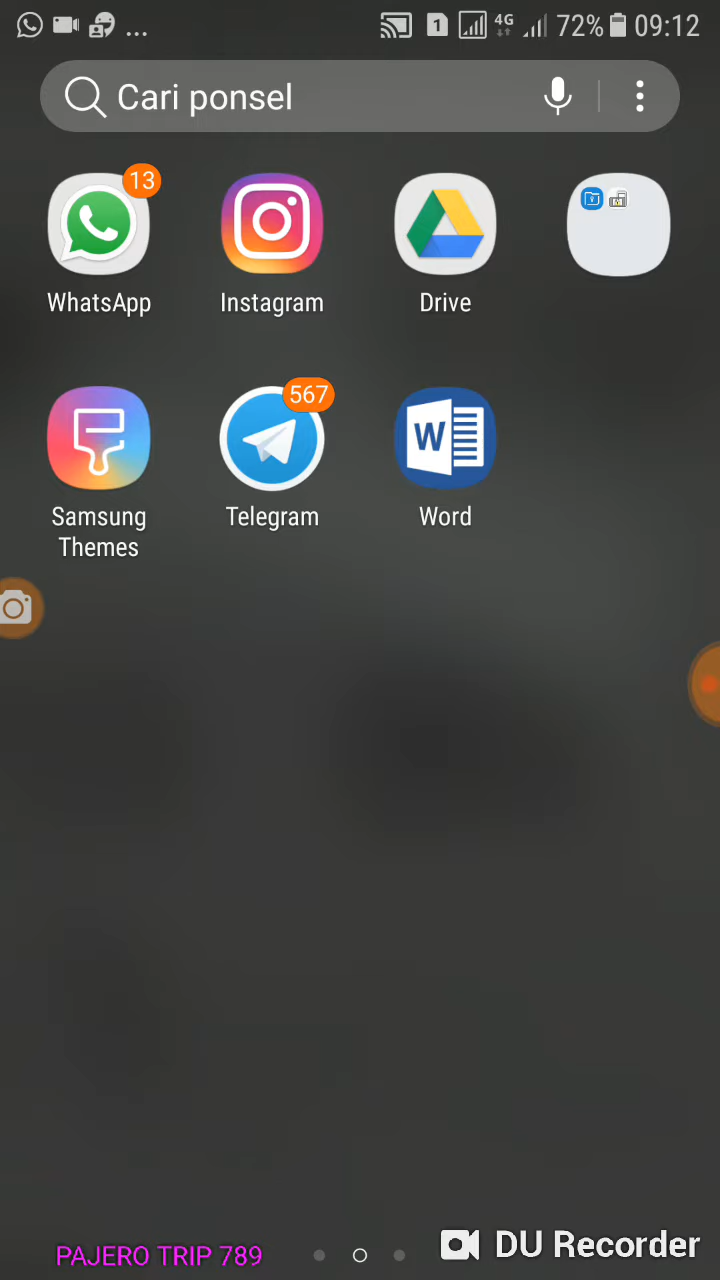 ... 1 4G 72% 09:12
Cari ponsel
13
WhatsApp Instagram Drive
567
W
Samsung Themes Telegram Word
PAJERO TRIP 789
DU Recorder